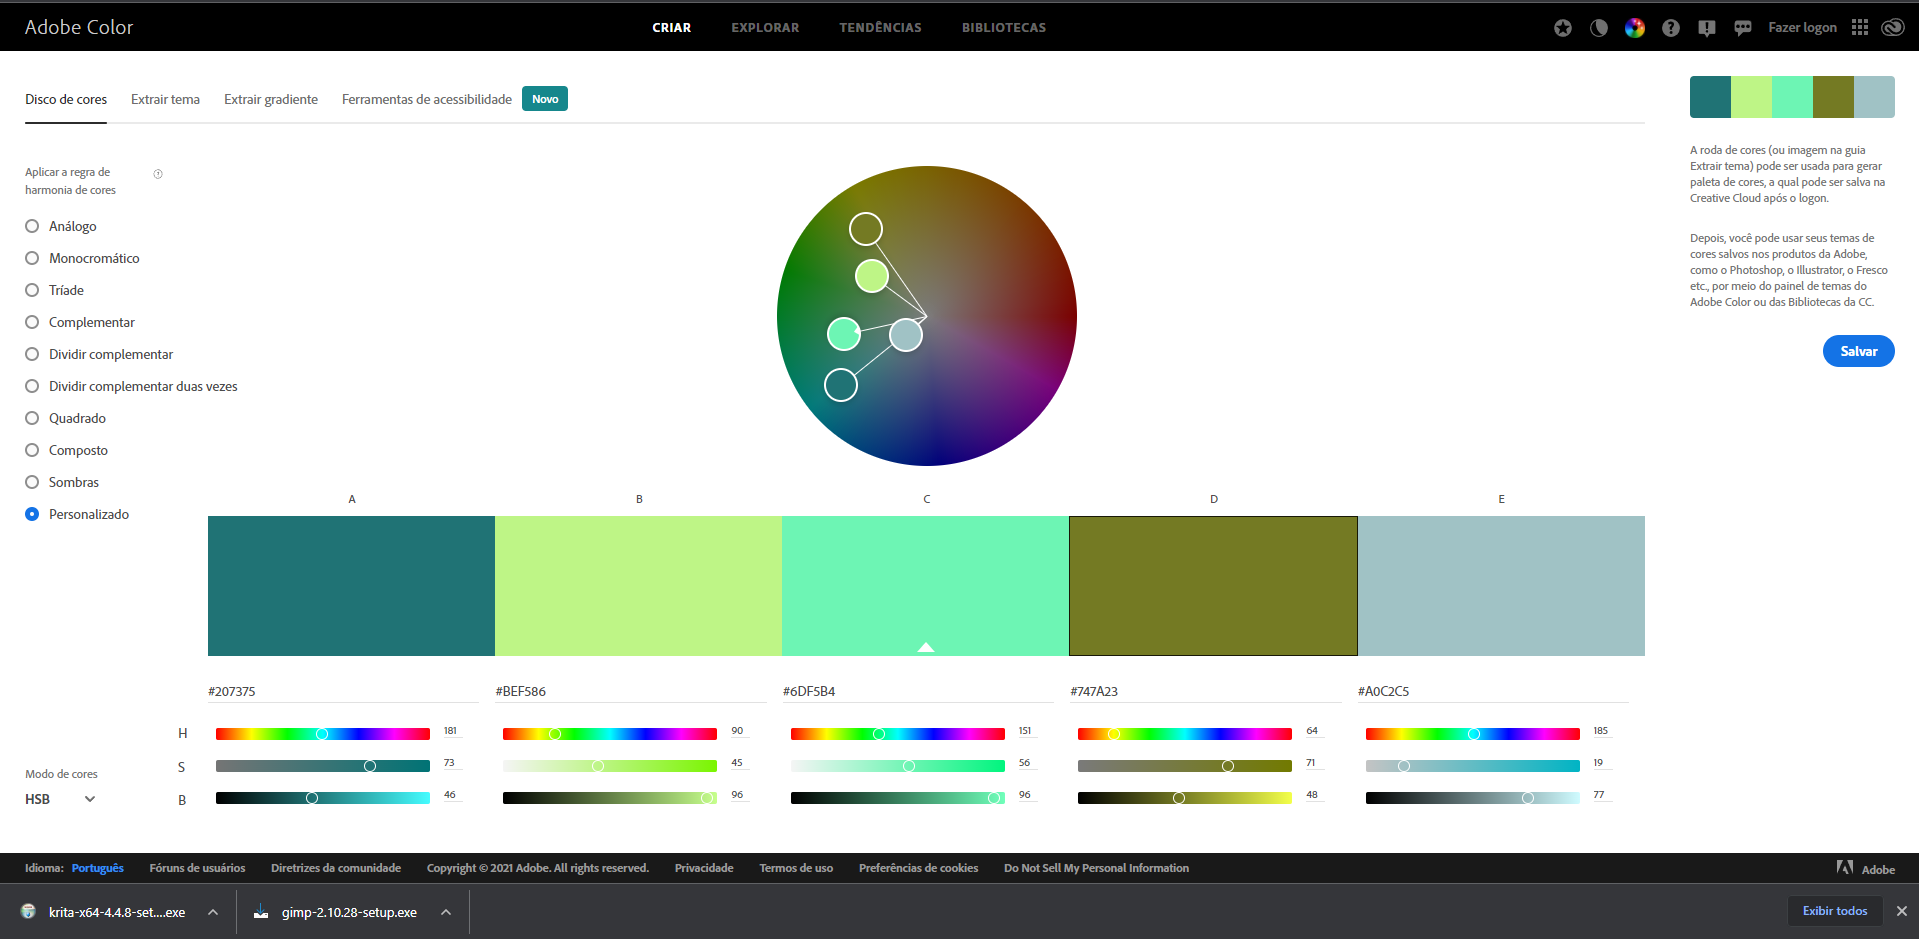 Adobe Color
CRIAR EXPLORAR TENDÊNCIAS BIBLIOTECAS
Fazer logon
Disco de cores Extrair tema Extrair gradiente Ferramentas de acessibilidade Novo
Aplicar a regra de
harmonia de cores
Análogo
Monocromático
Tríade
Complementar
Dividir complementar
Dividir complementar duas vezes
Quadrado
Composto
Sombras
Personalizado
A roda de cores (ou imagem na guia
Extrair tema) pode ser usada para gerar
paleta de cores, a qual pode ser salva na
Creative Cloud após o logon.
Depois, você pode usar seus temas de
cores salvos nos produtos da Adobe,
como o Photoshop, o Illustrator, o Fresco
etc., por meio do painel de temas do
Adobe Color ou das Bibliotecas da CC.
Salvar
A B C D E
#207375 #BEF586 #6DF5B4 #747A23 #A0C2C5
H 181 90 151 64 185
S 73 45 56 71 19
B 46 96 96 48 77
Modo de cores
HSB
Idioma: Português Fóruns de usuários Diretrizes da comunidade Copyright © 2021 Adobe. All rights reserved. Privacidade Termos de uso Preferências de cookies Do Not Sell My Personal Information Adobe
krita-x64-4.4.8-set....exe gimp-2.10.28-setup.exe Exibir todos